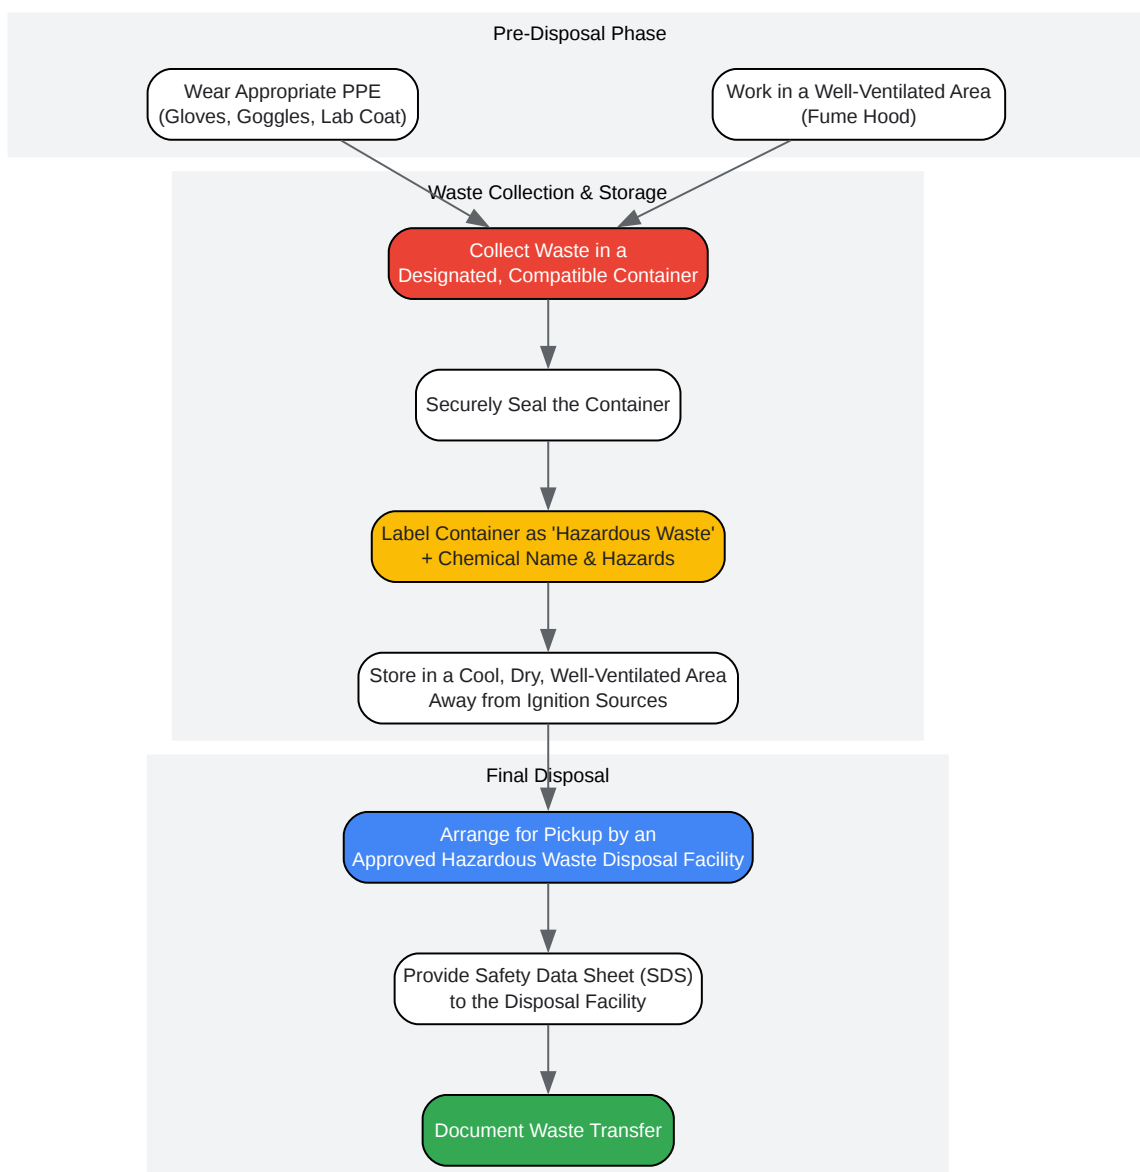 Pre-Disposal Phase
Wear Appropriate PPE
(Gloves, Goggles, Lab Coat)
Work in a Well-Ventilated Area
(Fume Hood)
Waste Collection & Storage
Collect Waste in a
Designated, Compatible Container
Securely Seal the Container
Label Container as 'Hazardous Waste'
+ Chemical Name & Hazards
Store in a Cool, Dry, Well-Ventilated Area
Away from Ignition Sources
Final Disposal
Arrange for Pickup by an
Approved Hazardous Waste Disposal Facility
Provide Safety Data Sheet (SDS)
to the Disposal Facility
Document Waste Transfer